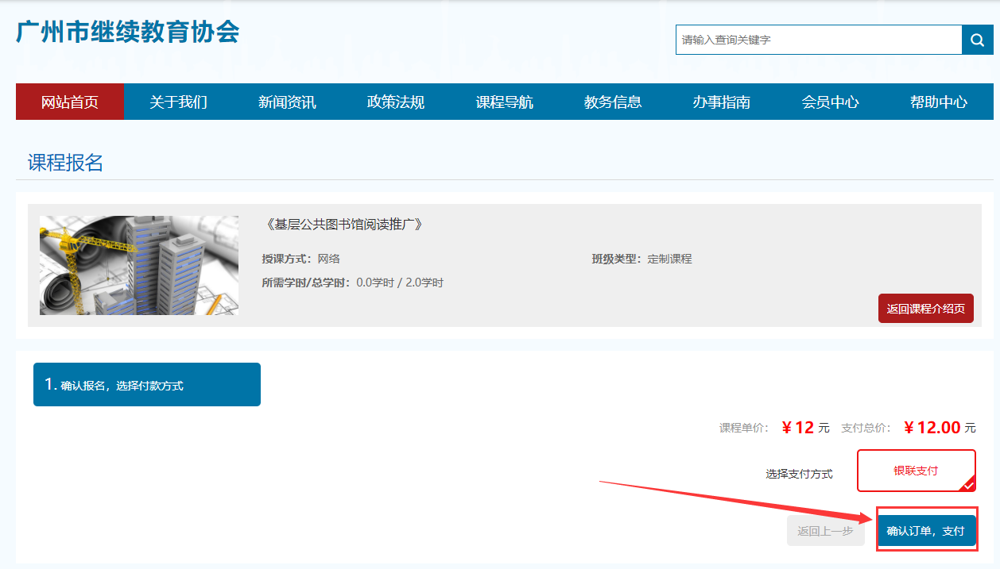 广州市继续教育协会
请输入查询关键字
网站首页 关于我们 新闻资讯 政策法规 课程导航 教务信息 办事指南 会员中心 帮助中心
课程报名
《基层公共图书馆阅读推广》
授课方式：网络 班级类型：定制课程
所需学时/总学时：0.0学时 / 2.0学时
返回课程介绍页
1. 确认报名，选择付款方式
课程单价： ￥12 元 支付总价： ￥12.00 元
选择支付方式 银联支付
返回上一步 确认订单，支付